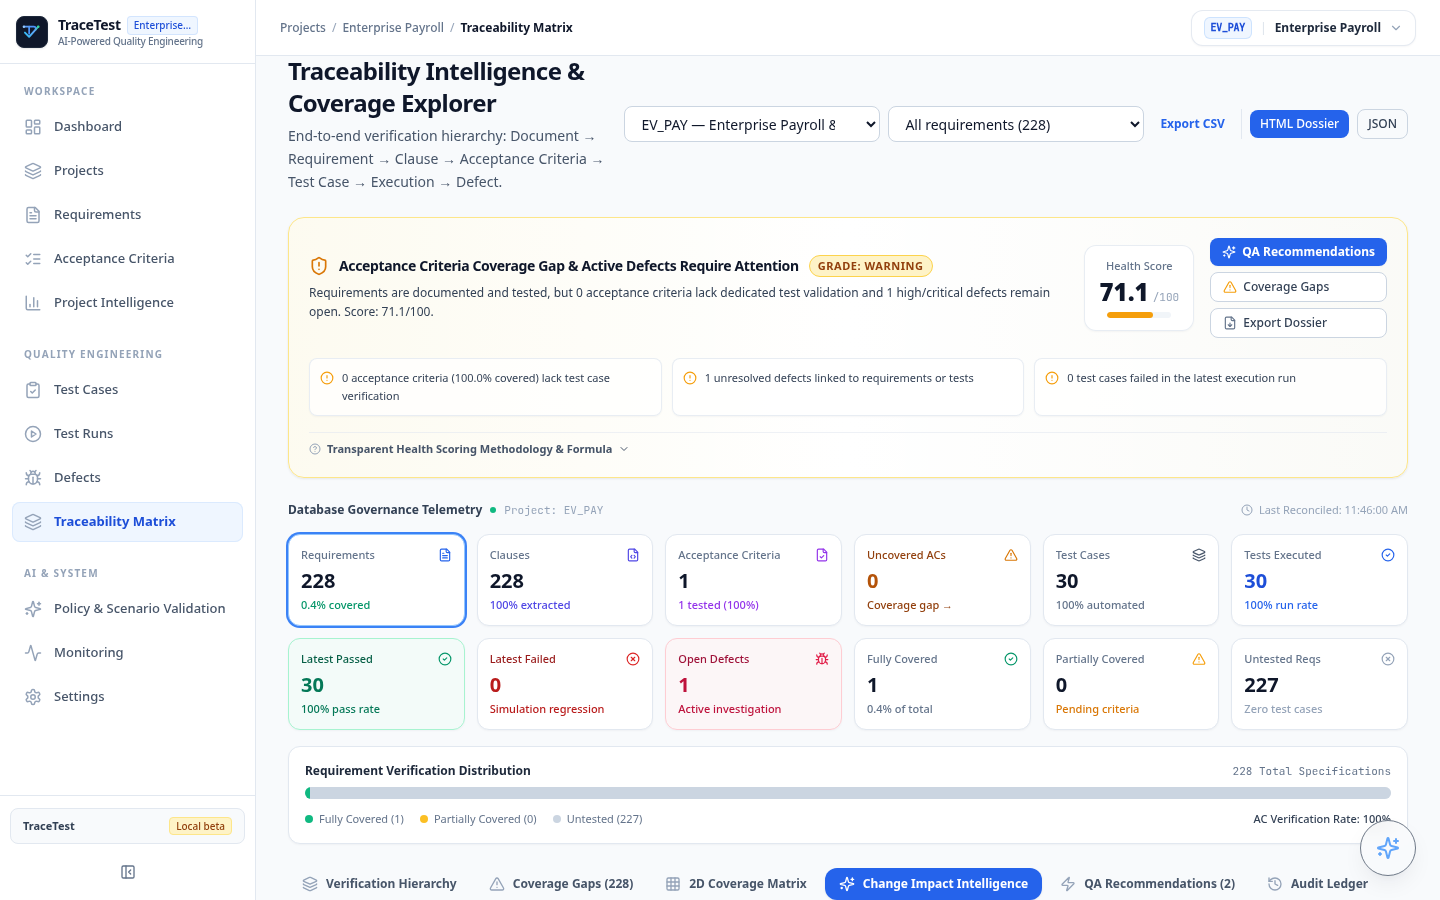 TraceTest
Enterprise...
AI-Powered Quality Engineering
WORKSPACE
Dashboard
Projects
Requirements
Acceptance Criteria
Project Intelligence
QUALITY ENGINEERING
Test Cases
Test Runs
Defects
Traceability Matrix
AI & SYSTEM
Policy & Scenario Validation
Monitoring
Settings
TraceTest
Local beta
Projects / Enterprise Payroll / Traceability Matrix
EV_PAY
Enterprise Payroll
Traceability Intelligence &
Coverage Explorer
End-to-end verification hierarchy: Document →
Requirement → Clause → Acceptance Criteria →
Test Case → Execution → Defect.
EV_PAY — Enterprise Payroll &
All requirements (228)
Export CSV
HTML Dossier
JSON
Acceptance Criteria Coverage Gap & Active Defects Require Attention
GRADE: WARNING
Requirements are documented and tested, but 0 acceptance criteria lack dedicated test validation and 1 high/critical defects remain
open. Score: 71.1/100.
Health Score
71.1 /100
QA Recommendations
Coverage Gaps
Export Dossier
0 acceptance criteria (100.0% covered) lack test case
verification
1 unresolved defects linked to requirements or tests
0 test cases failed in the latest execution run
Transparent Health Scoring Methodology & Formula
Database Governance Telemetry
Project: EV_PAY
Last Reconciled: 11:46:00 AM
Requirements
228
0.4% covered
Clauses
228
100% extracted
Acceptance Criteria
1
1 tested (100%)
Uncovered ACs
0
Coverage gap →
Test Cases
30
100% automated
Tests Executed
30
100% run rate
Latest Passed
30
100% pass rate
Latest Failed
0
Simulation regression
Open Defects
1
Active investigation
Fully Covered
1
0.4% of total
Partially Covered
0
Pending criteria
Untested Reqs
227
Zero test cases
Requirement Verification Distribution
228 Total Specifications
Fully Covered (1)
Partially Covered (0)
Untested (227)
AC Verification Rate: 100%
Verification Hierarchy
Coverage Gaps (228)
2D Coverage Matrix
Change Impact Intelligence
QA Recommendations (2)
Audit Ledger